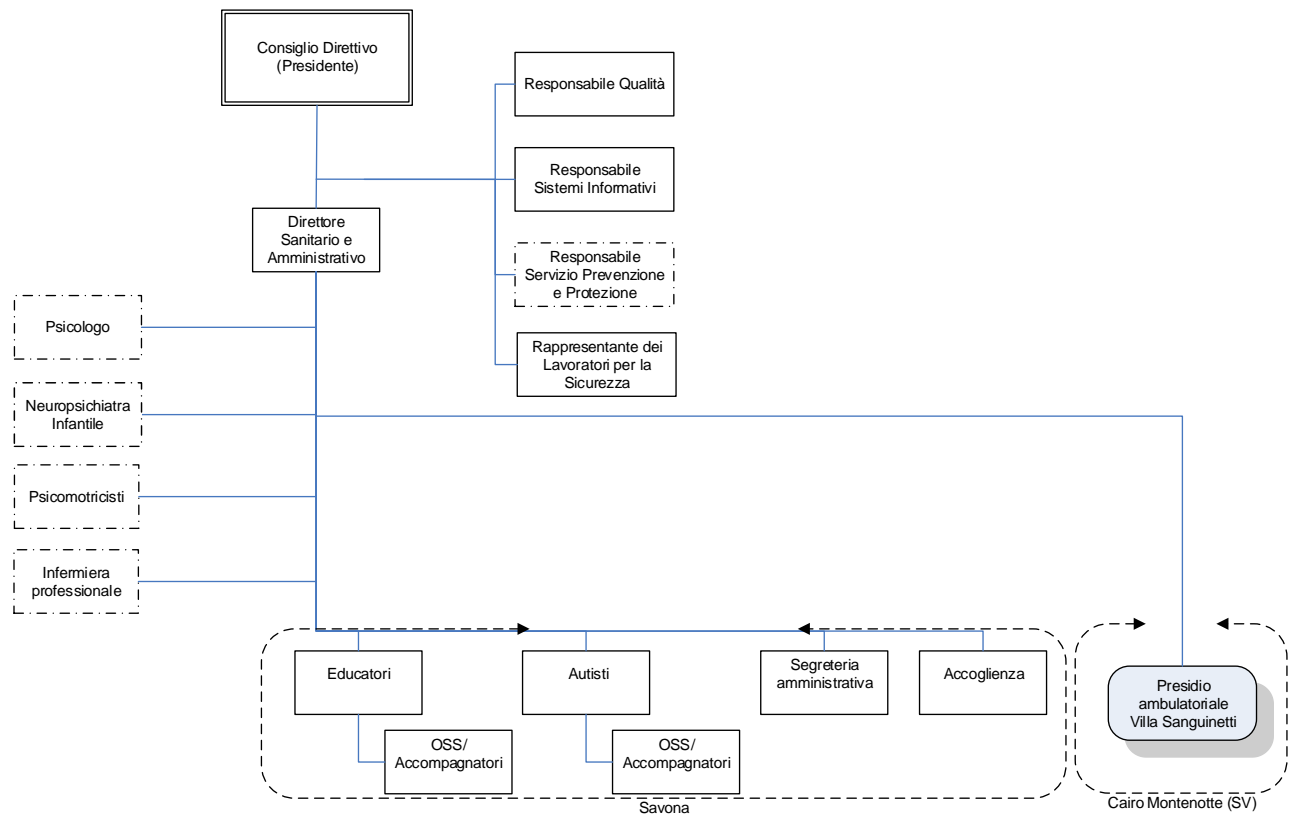 Consiglio Direttivo
(Presidente)
Responsabile Qualità
Responsabile
Sistemi Informativi
Direttore
Sanitario e
Amministrativo
Responsabile
Servizio Prevenzione
e Protezione
Rappresentante dei
Lavoratori per la
Sicurezza
Psicologo
Neuropsichiatra
Infantile
Psicomotricisti
Infermiera
professionale
Educatori
Autisti
Segreteria
amministrativa
Accoglienza
OSS/
Accompagnatori
OSS/
Accompagnatori
Savona
Presidio
ambulatoriale
Villa Sanguinetti
Cairo Montenotte (SV)